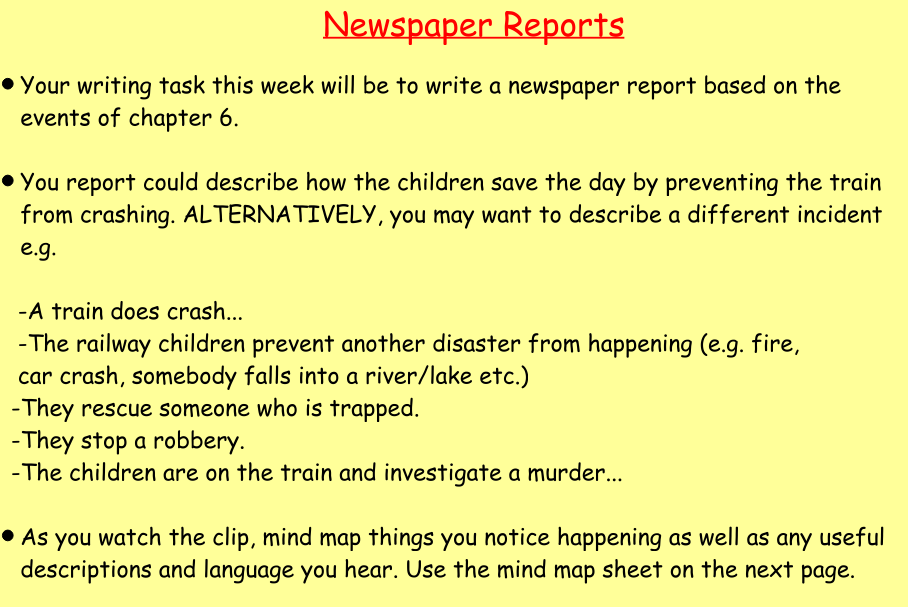 Newspaper Reports
• Your writing task this week will be to write a newspaper report based on the
events of chapter 6.
• You report could describe how the children save the day by preventing the train
from crashing. ALTERNATIVELY, you may want to describe a different incident
e.g.
-A train does crash...
-The railway children prevent another disaster from happening (e.g. fire,
car crash, somebody falls into a river/lake etc.)
-They rescue someone who is trapped.
-They stop a robbery.
-The children are on the train and investigate a murder...
• As you watch the clip, mind map things you notice happening as well as any useful
descriptions and language you hear. Use the mind map sheet on the next page.